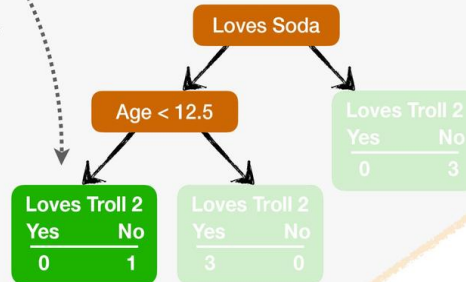 Loves Soda
Age < 12.5
Loves Troll 2
Yes No
0 3
Loves Troll 2
Yes No
0 1
Loves Troll 2
Yes No
3 0